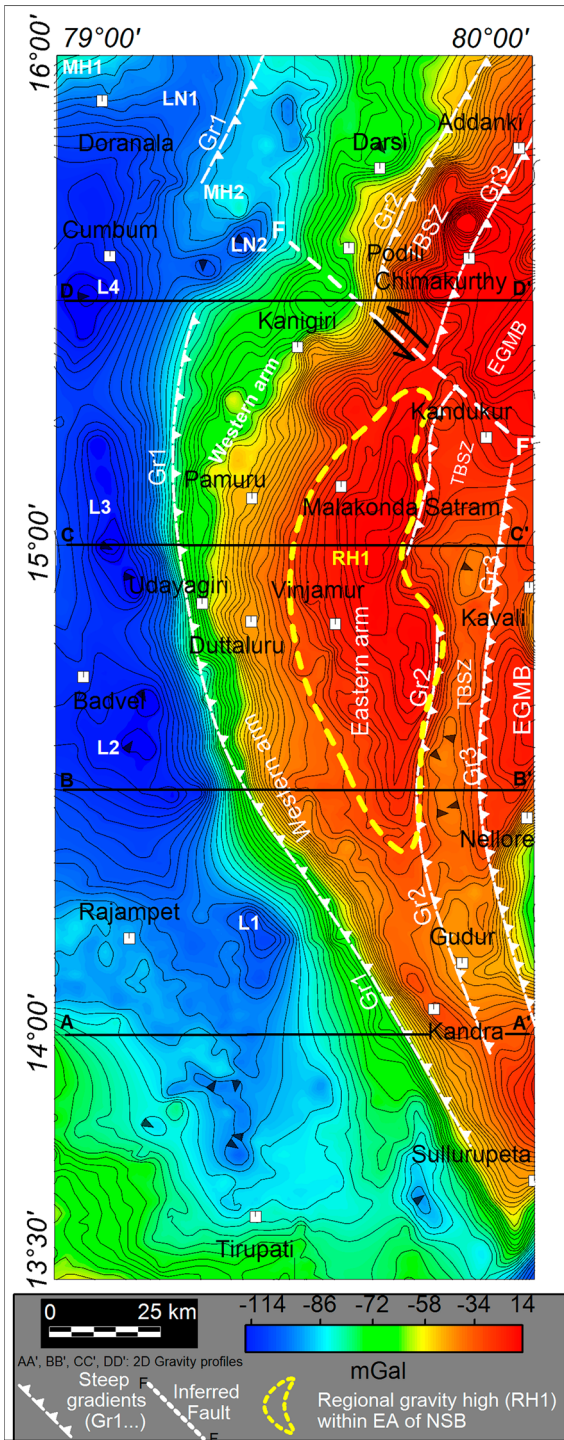 79°00' 80°00'
16°00'
MH1
LN1
Doranala
Gr1
Darsi
Addanki
Gr2
Gr3
MH2
TBSZ
Cumbum
F
LN2
Podili
Chimakurthy
L4
D D'
Kanigiri
EGMB
Western arm
Kandukur
F'
Gr1
TBSZ
Pamuru
Malakonda Satram
L3
15°00'
C C'
RH1
Gr3
Udayagiri
Vinjamur
Kavali
Duttaluru
Eastern arm
Gr2
TBSZ
EGMB
Badvel
L2
Western arm
Gr3
B B'
Nellore
Rajampet
L1
Gr2
Gudur
Gr1
14°00'
A A'
Kandra
Sullurupeta
Tirupati
13°30'
0 25 km
-114 -86 -72 -58 -34 14
mGal
AA', BB', CC', DD': 2D Gravity profiles
Steep gradients (Gr1...)
F Inferred Fault F
Regional gravity high (RH1)
within EA of NSB